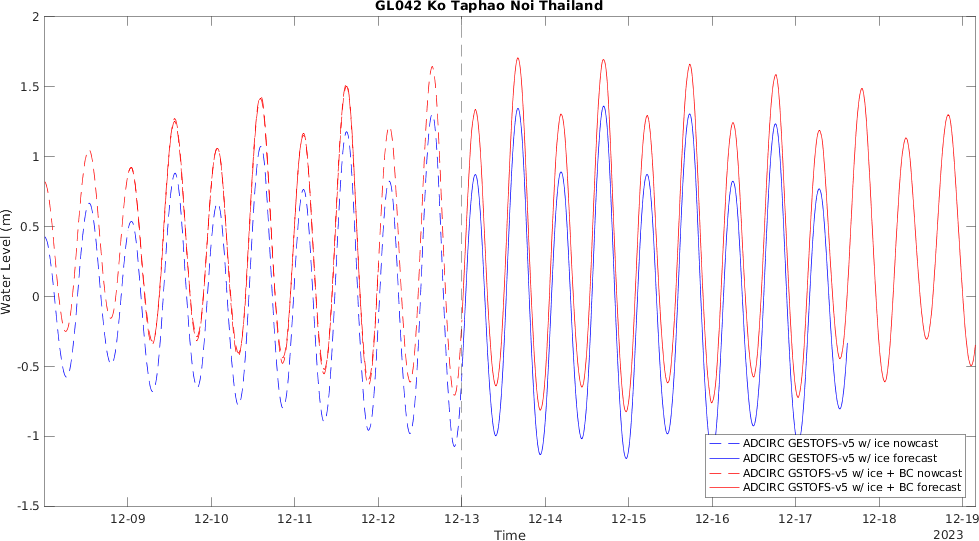 GL042 Ko Taphao Noi Thailand
2
1.5
1
0.5
0
-0.5
-1
-1.5
Water Level (m)
ADCIRC GESTOFS-v5 w/ ice nowcast
ADCIRC GESTOFS-v5 w/ ice forecast
ADCIRC GSTOFS-v5 w/ ice + BC nowcast
ADCIRC GSTOFS-v5 w/ ice + BC forecast
12-09 12-10 12-11 12-12 12-13 12-14 12-15 12-16 12-17 12-18 12-19
Time
2023